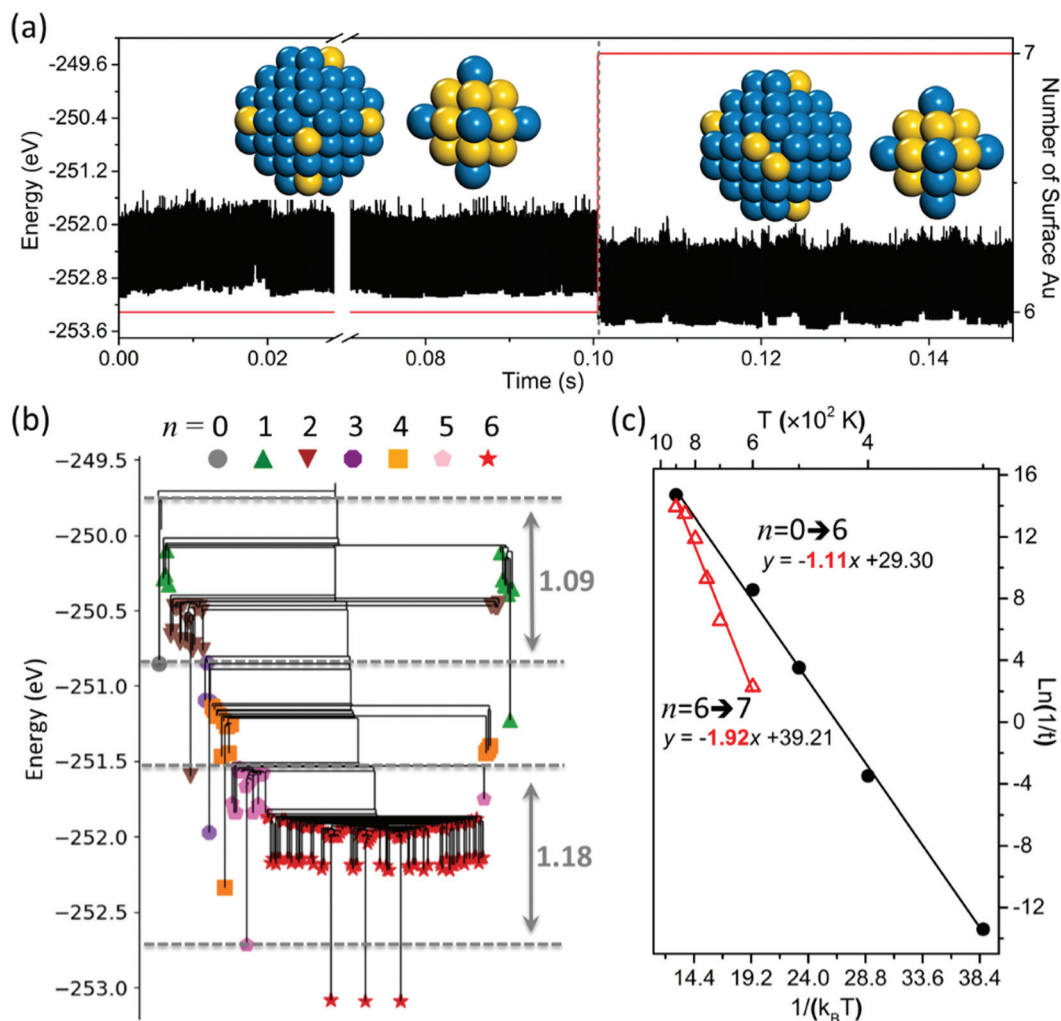 (a)
-249.6
-250.4
-251.2
-252.0
-252.8
-253.6
Energy (eV)
0.00
0.02
0.08
0.10
0.12
0.14
Time (s)
7
6
Number of Surface Au
(b)
n = 0 1 2 3 4 5 6
−249.5
−250.0
−250.5
−251.0
−251.5
−252.0
−252.5
−253.0
Energy (eV)
1.09
1.18
(c)
T (×10² K)
10 8 6 4
16
12
8
4
0
-4
-8
-12
Ln(1/t)
n=0➔6
y = -1.11x +29.30
n=6➔7
y = -1.92x +39.21
14.4 19.2 24.0 28.8 33.6 38.4
1/(kBT)